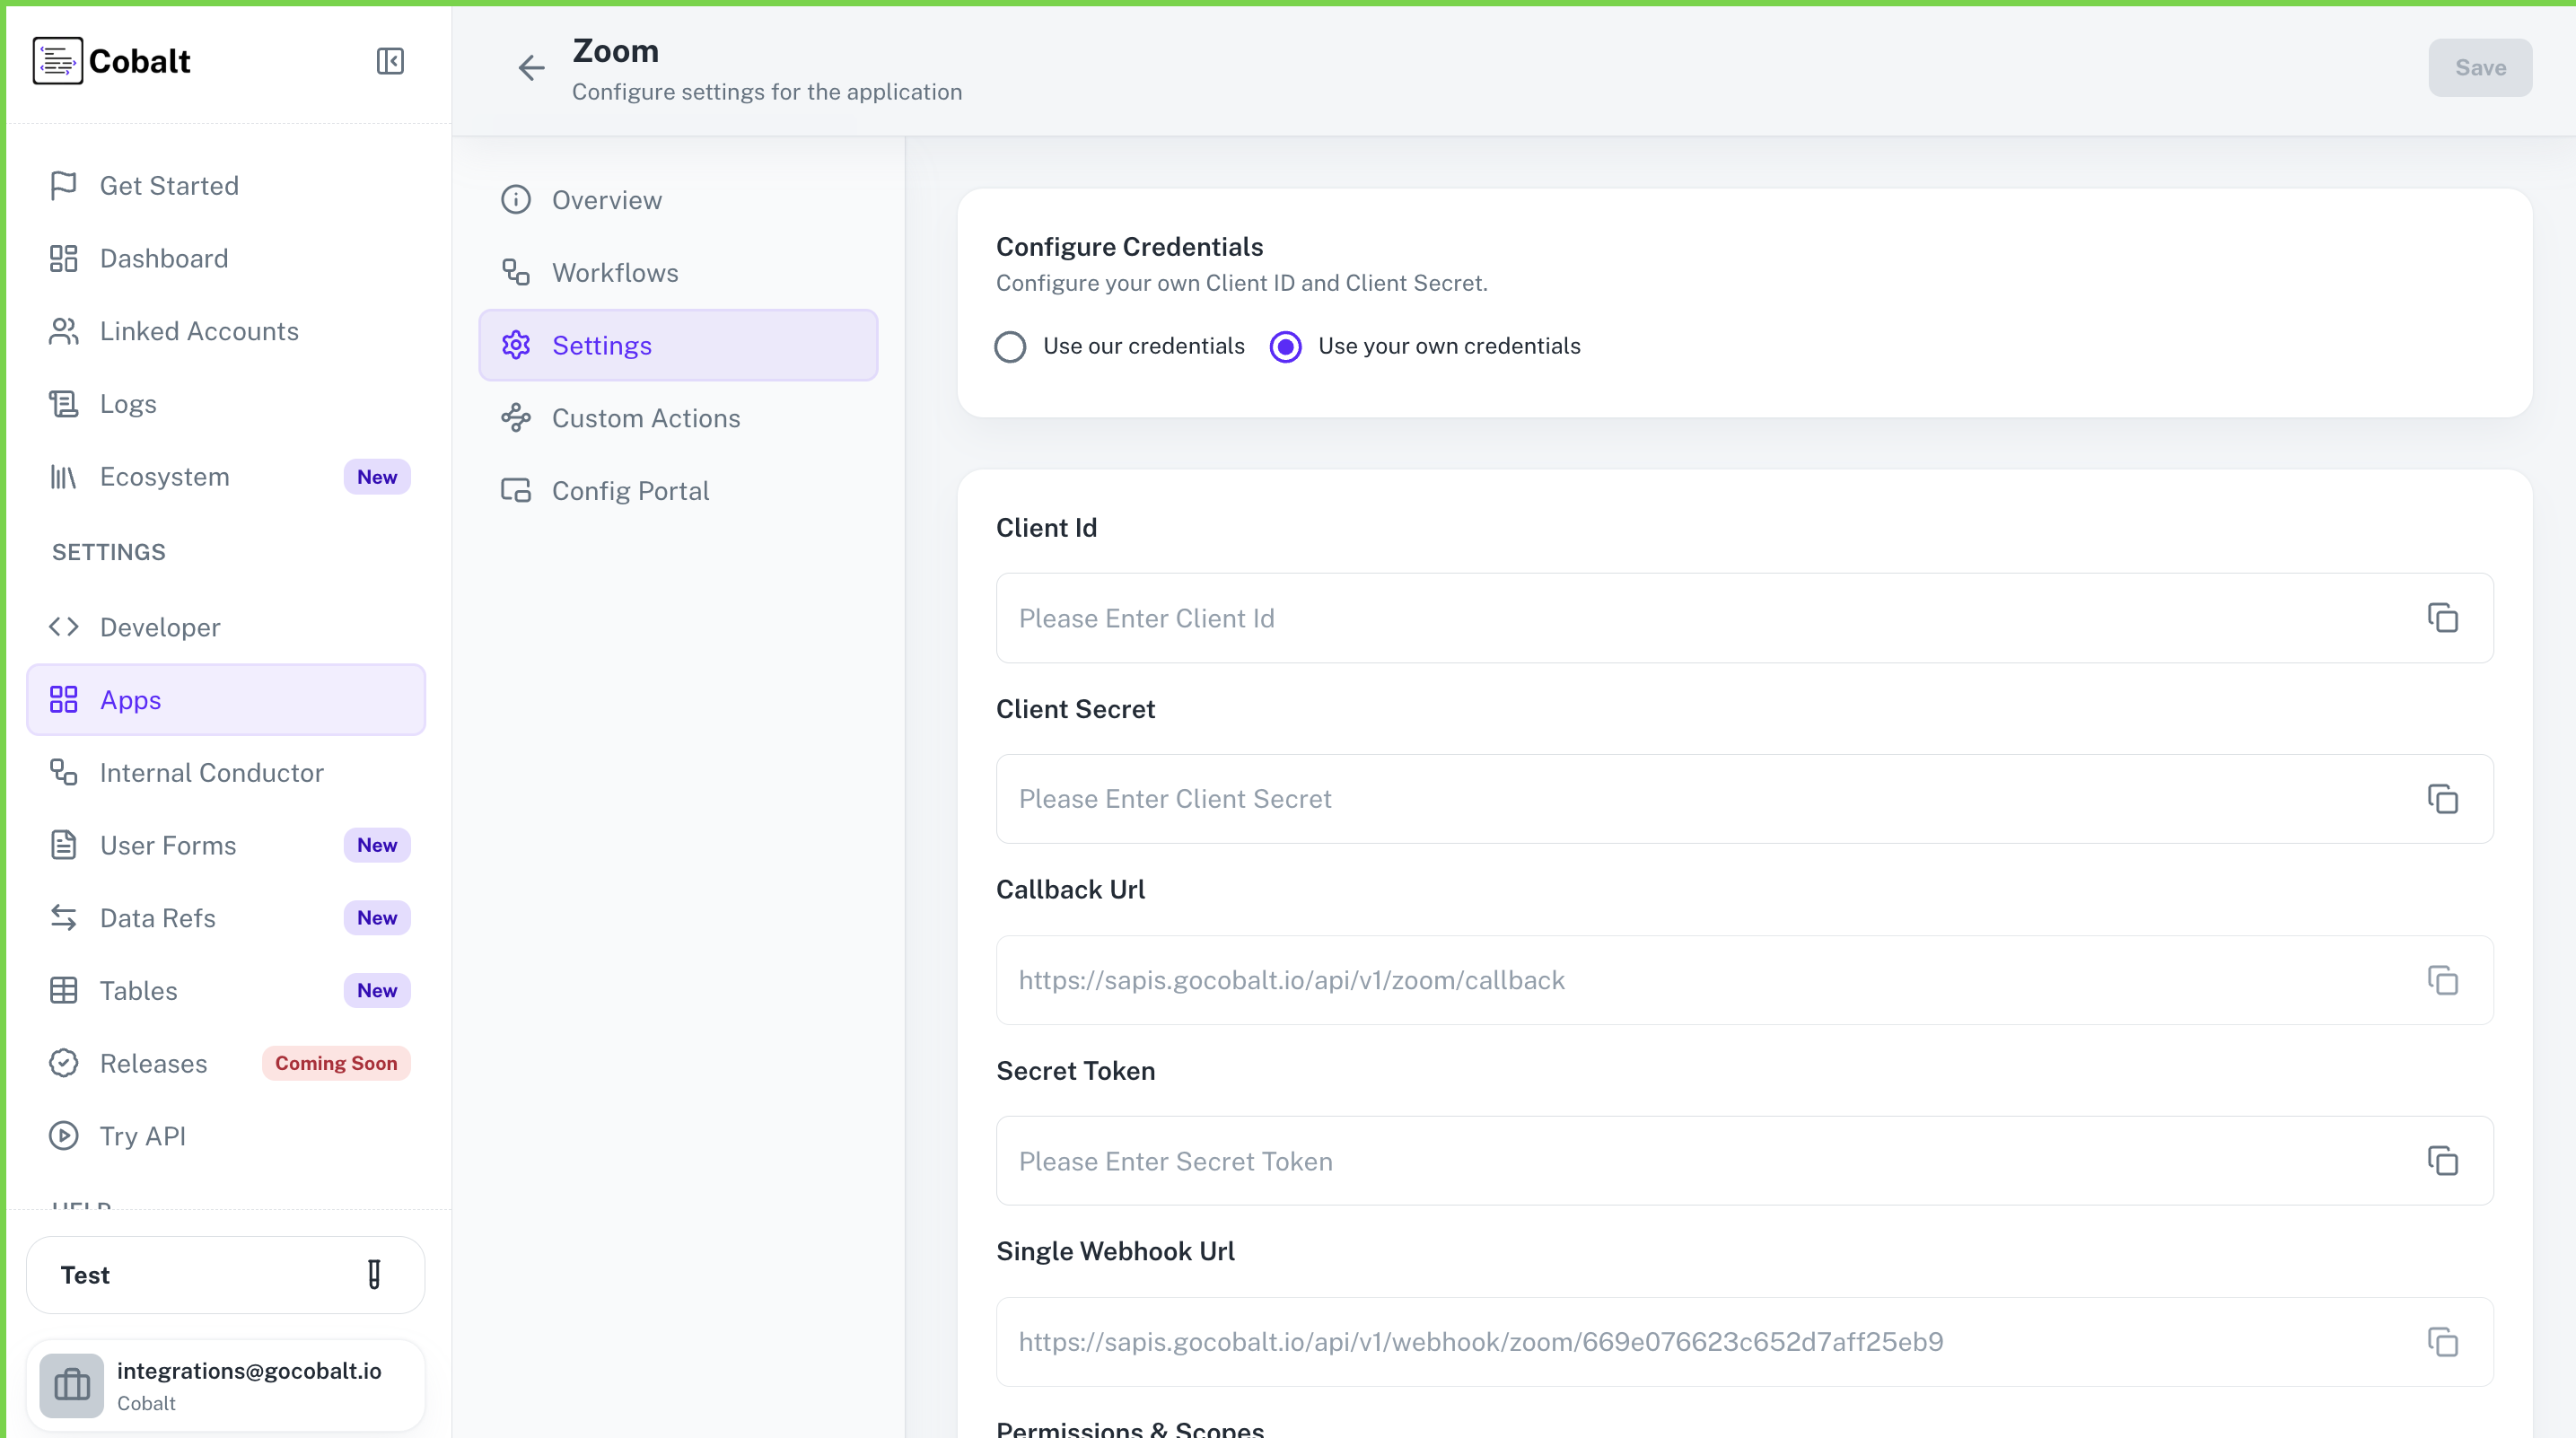 Cobalt
Get Started
Dashboard
Linked Accounts
Logs
Ecosystem New
SETTINGS
Developer
Apps
Internal Conductor
User Forms New
Data Refs New
Tables New
Releases Coming Soon
Try API
HELP
Test
integrations@gocobalt.io
Cobalt
Zoom
Configure settings for the application
Save
Overview
Workflows
Settings
Custom Actions
Config Portal
Configure Credentials
Configure your own Client ID and Client Secret.
Use our credentials Use your own credentials
Client Id
Please Enter Client Id
Client Secret
Please Enter Client Secret
Callback Url
https://sapis.gocobalt.io/api/v1/zoom/callback
Secret Token
Please Enter Secret Token
Single Webhook Url
https://sapis.gocobalt.io/api/v1/webhook/zoom/669e076623c652d7aff25eb9
Permissions & Scopes